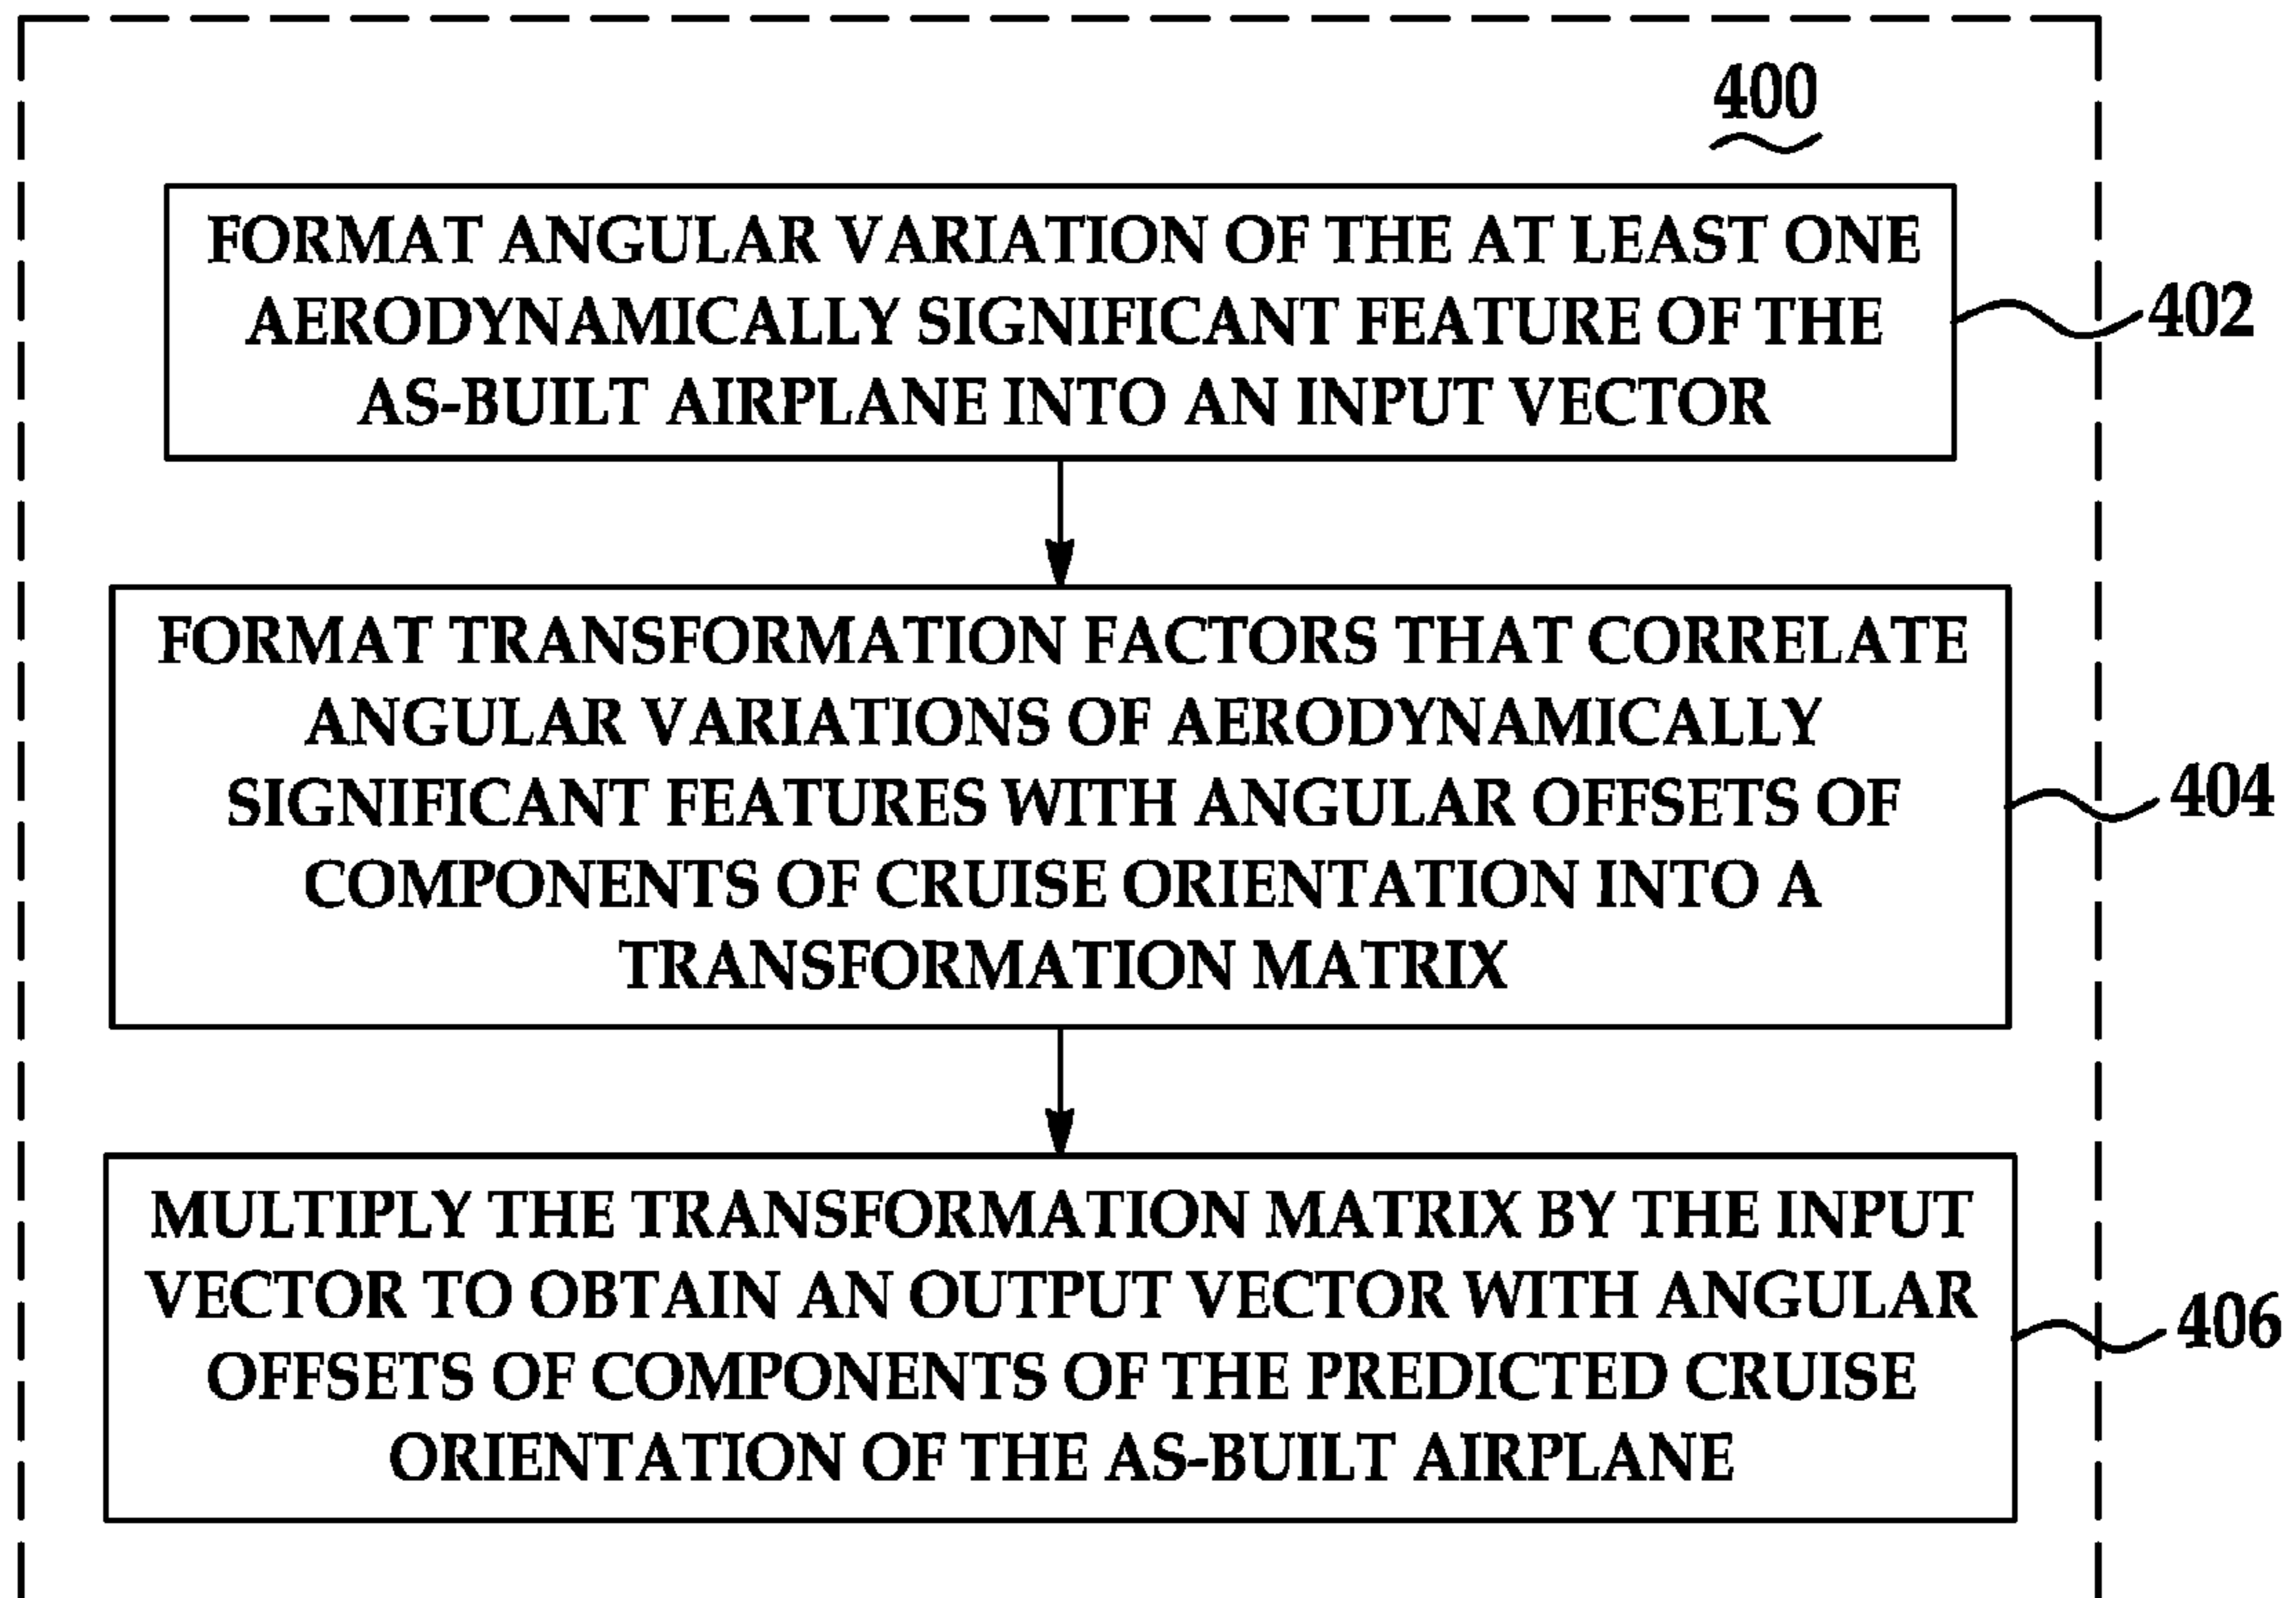 400
FORMAT ANGULAR VARIATION OF THE AT LEAST ONE
AERODYNAMICALLY SIGNIFICANT FEATURE OF THE
AS-BUILT AIRPLANE INTO AN INPUT VECTOR
402
FORMAT TRANSFORMATION FACTORS THAT CORRELATE
ANGULAR VARIATIONS OF AERODYNAMICALLY
SIGNIFICANT FEATURES WITH ANGULAR OFFSETS OF
COMPONENTS OF CRUISE ORIENTATION INTO A
TRANSFORMATION MATRIX
404
MULTIPLY THE TRANSFORMATION MATRIX BY THE INPUT
VECTOR TO OBTAIN AN OUTPUT VECTOR WITH ANGULAR
OFFSETS OF COMPONENTS OF THE PREDICTED CRUISE
ORIENTATION OF THE AS-BUILT AIRPLANE
406